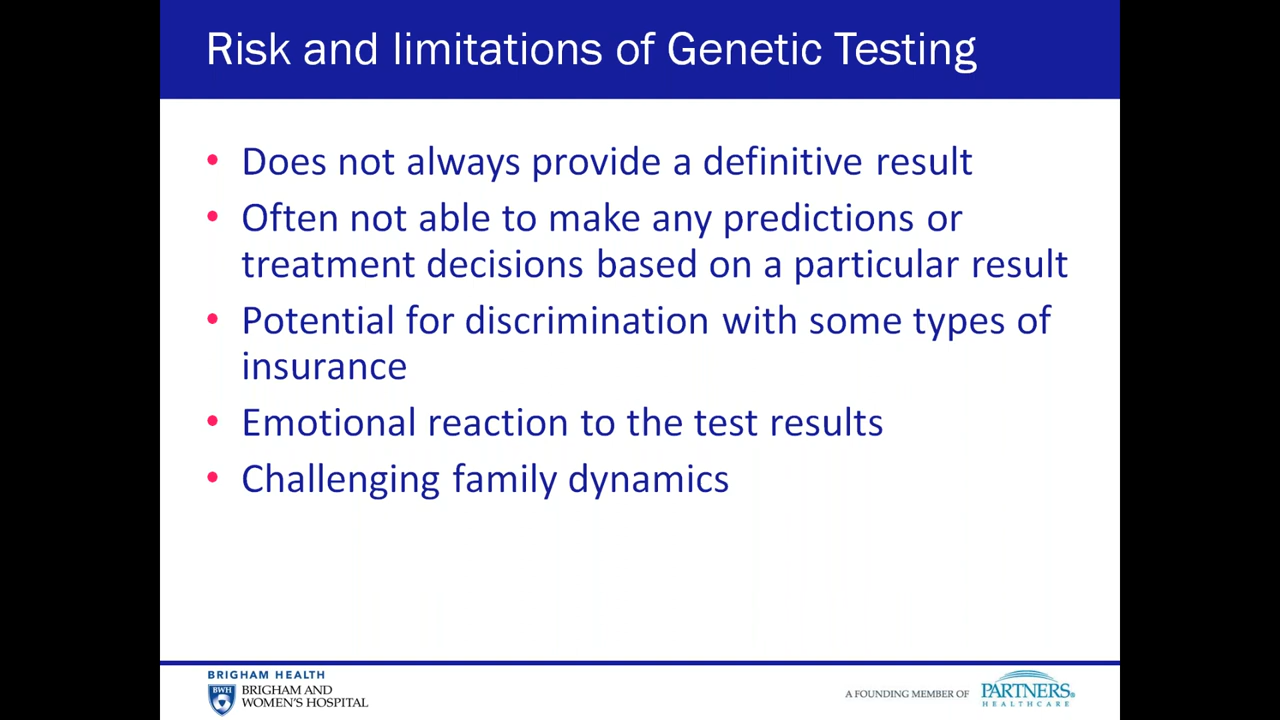 Risk and limitations of Genetic Testing
• Does not always provide a definitive result
• Often not able to make any predictions or
treatment decisions based on a particular result
• Potential for discrimination with some types of
insurance
• Emotional reaction to the test results
• Challenging family dynamics
BRIGHAM HEALTH
BWH
BRIGHAM AND
WOMEN'S HOSPITAL
A FOUNDING MEMBER OF
PARTNERS®
HEALTHCARE